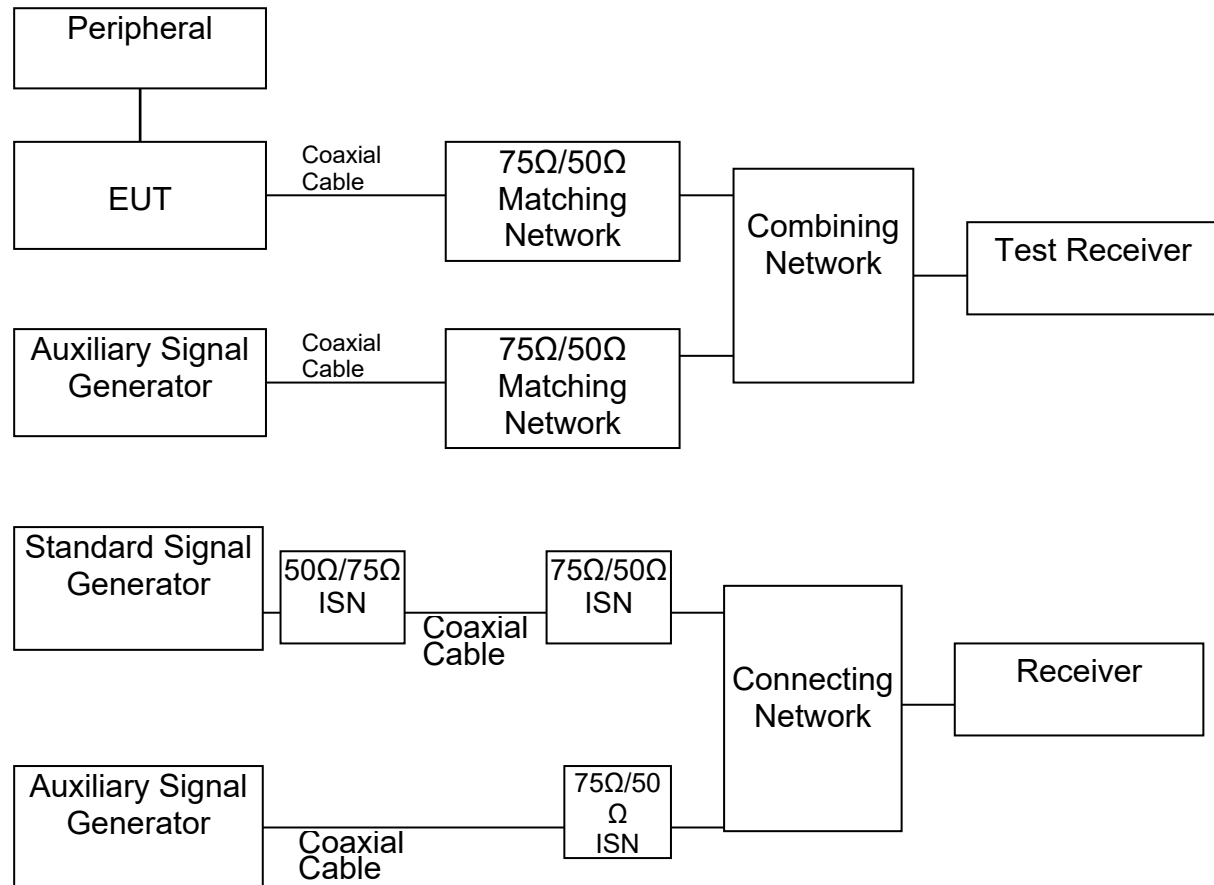 Peripheral
EUT
Coaxial
Cable
75Ω/50Ω
Matching
Network
Combining
Network
Test Receiver
Auxiliary Signal
Generator
Coaxial
Cable
75Ω/50Ω
Matching
Network
Standard Signal
Generator
50Ω/75Ω
ISN
Coaxial
Cable
75Ω/50Ω
ISN
Connecting
Network
Receiver
Auxiliary Signal
Generator
Coaxial
Cable
75Ω/50
Ω
ISN